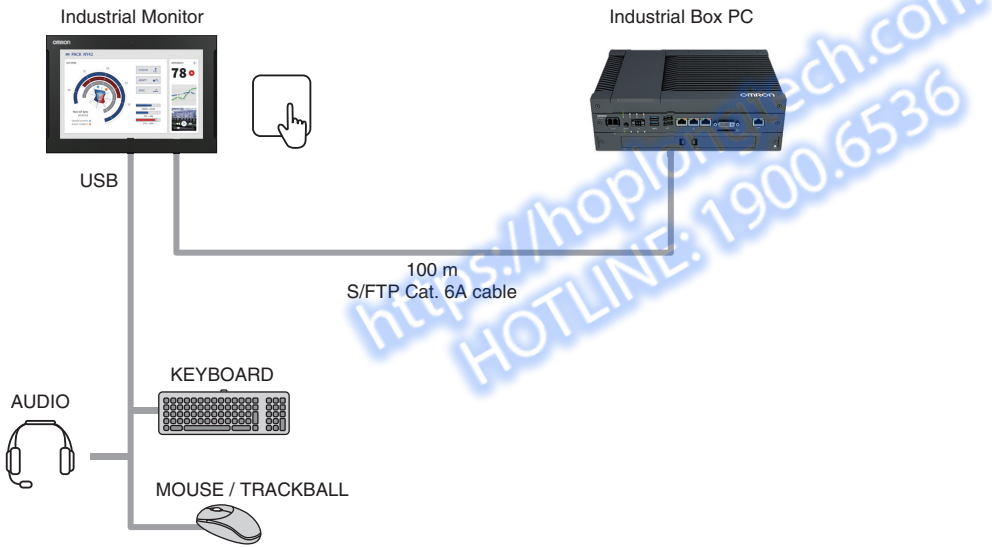 Industrial Monitor
Industrial Box PC
OMRON
78
OMRON
USB
100 m
S/FTP Cat. 6A cable
https://hoplongtech.com
HOTLINE: 1900.6536
KEYBOARD
AUDIO
MOUSE / TRACKBALL